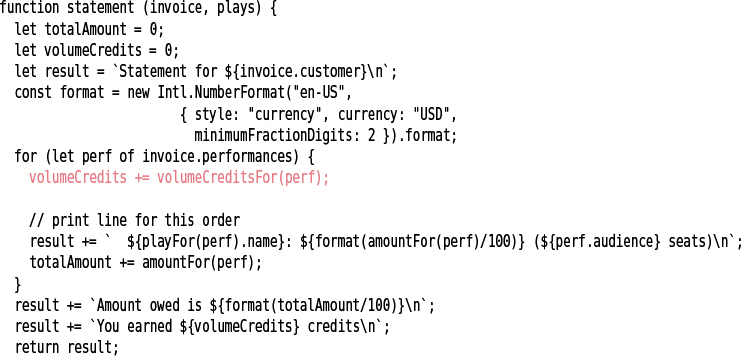 function statement (invoice, plays) {
  let totalAmount = 0;
  let volumeCredits = 0;
  let result = `Statement for ${invoice.customer}\n`;
  const format = new Intl.NumberFormat("en-US",
                        { style: "currency", currency: "USD",
                          minimumFractionDigits: 2 }).format;
  for (let perf of invoice.performances) {
    volumeCredits += volumeCreditsFor(perf);

    // print line for this order
    result += `  ${playFor(perf).name}: ${format(amountFor(perf)/100)} (${perf.audience} seats)\n`;
    totalAmount += amountFor(perf);
  }
  result += `Amount owed is ${format(totalAmount/100)}\n`;
  result += `You earned ${volumeCredits} credits\n`;
  return result;